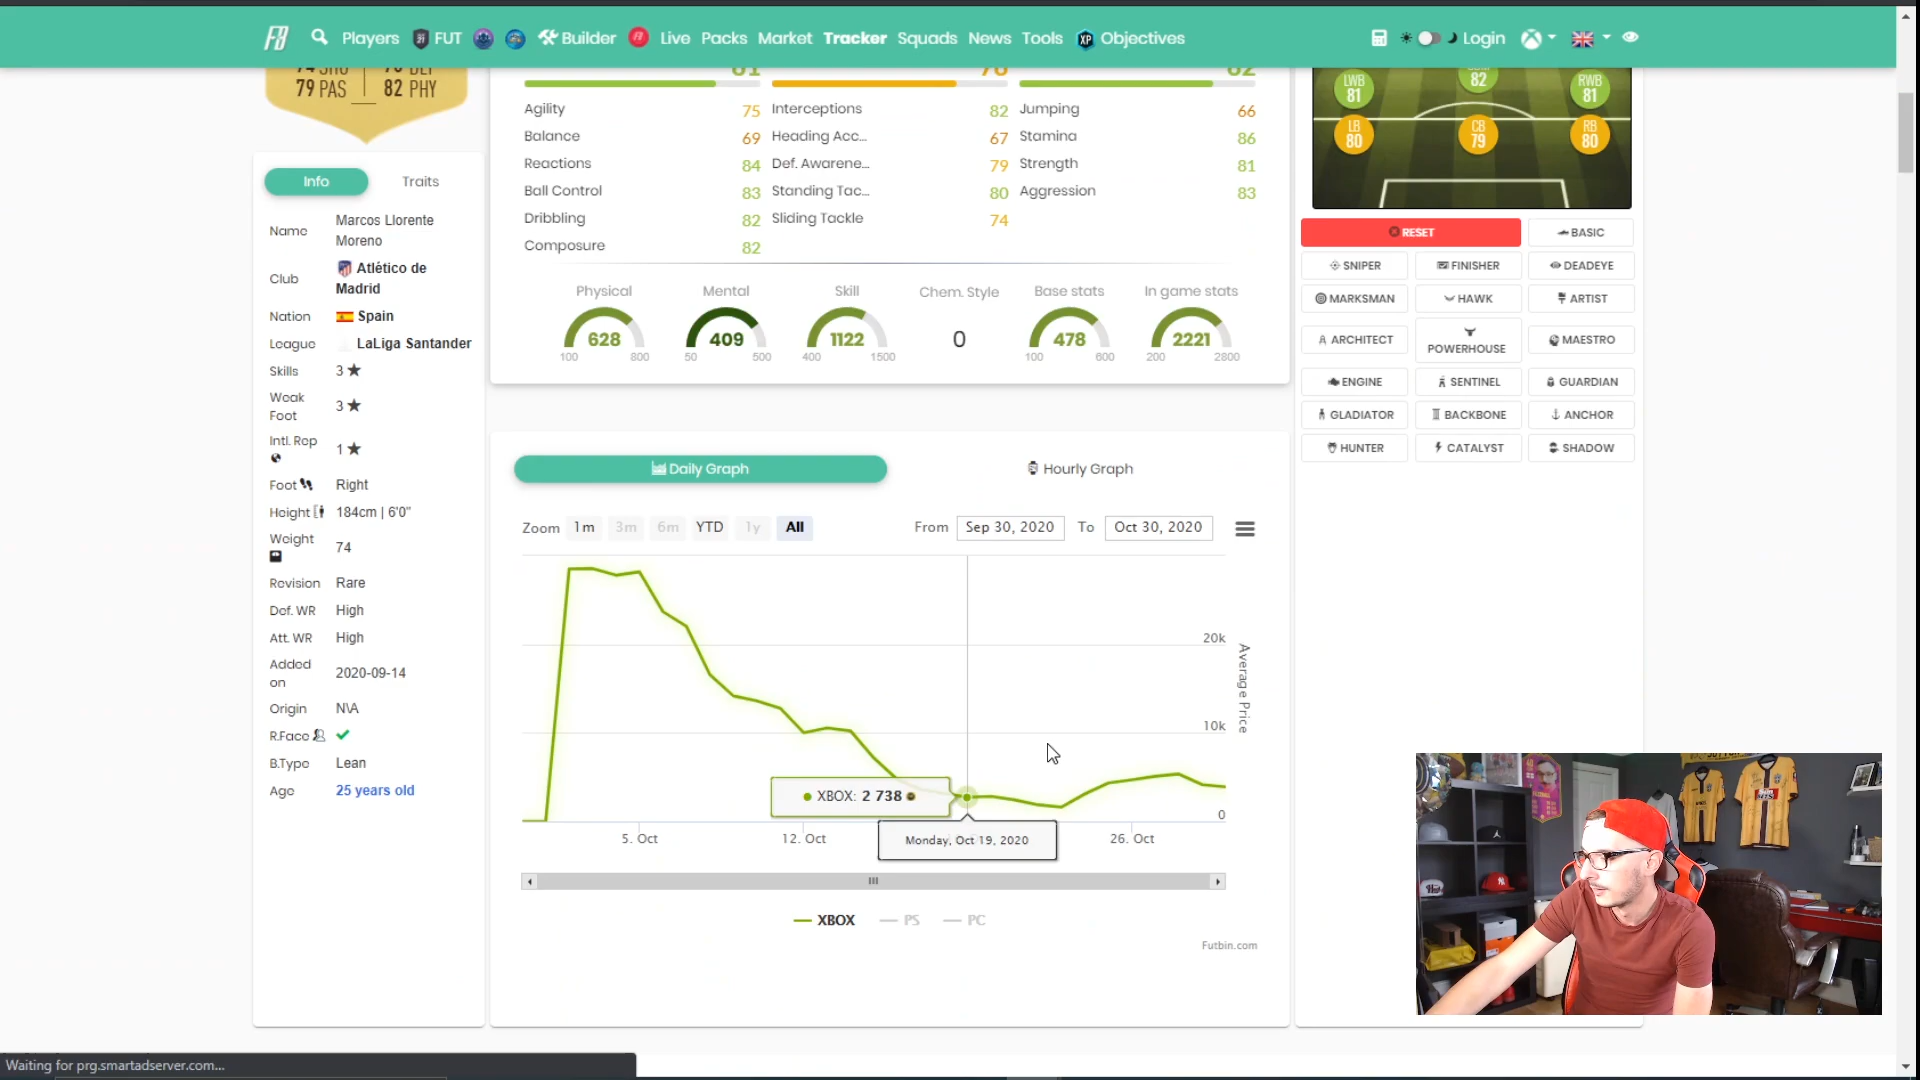 Players FUT Builder Live Packs Market Tracker Squads News Tools XP Objectives Login
79 PAS 82 PHY
Info Traits
Name Marcos Llorente Moreno
Club Atlético de Madrid
Nation Spain
League LaLiga Santander
Skills 3
Weak Foot 3
Intl. Rep 1
Foot Right
Height 184cm | 6'0"
Weight 74
Revision Rare
Def. WR High
Att. WR High
Added on 2020-09-14
Origin N\A
R.Face
B.Type Lean
Age 25 years old
Agility 75 Interceptions 82 Jumping 66
Balance 69 Heading Acc... 67 Stamina 86
Reactions 84 Def. Awarene... 79 Strength 81
Ball Control 83 Standing Tac... 80 Aggression 83
Dribbling 82 Sliding Tackle 74
Composure 82
Physical Mental Skill Chem. Style Base stats In game stats
628 409 1122 0 478 2221
100 800 50 500 400 1500 100 600 200 2800
Daily Graph Hourly Graph
Zoom 1m 3m 6m YTD 1y All From Sep 30, 2020 To Oct 30, 2020
20k
10k
0
Average Price
XBOX: 2 738
Monday, Oct 19, 2020
5. Oct 12. Oct 26. Oct
XBOX PS PC
Futbin.com
LWB 81 82 RWB 81
LB 80 CB 79 RB 80
RESET BASIC
SNIPER FINISHER DEADEYE
MARKSMAN HAWK ARTIST
ARCHITECT POWERHOUSE MAESTRO
ENGINE SENTINEL GUARDIAN
GLADIATOR BACKBONE ANCHOR
HUNTER CATALYST SHADOW
Waiting for prg.smartadserver.com...